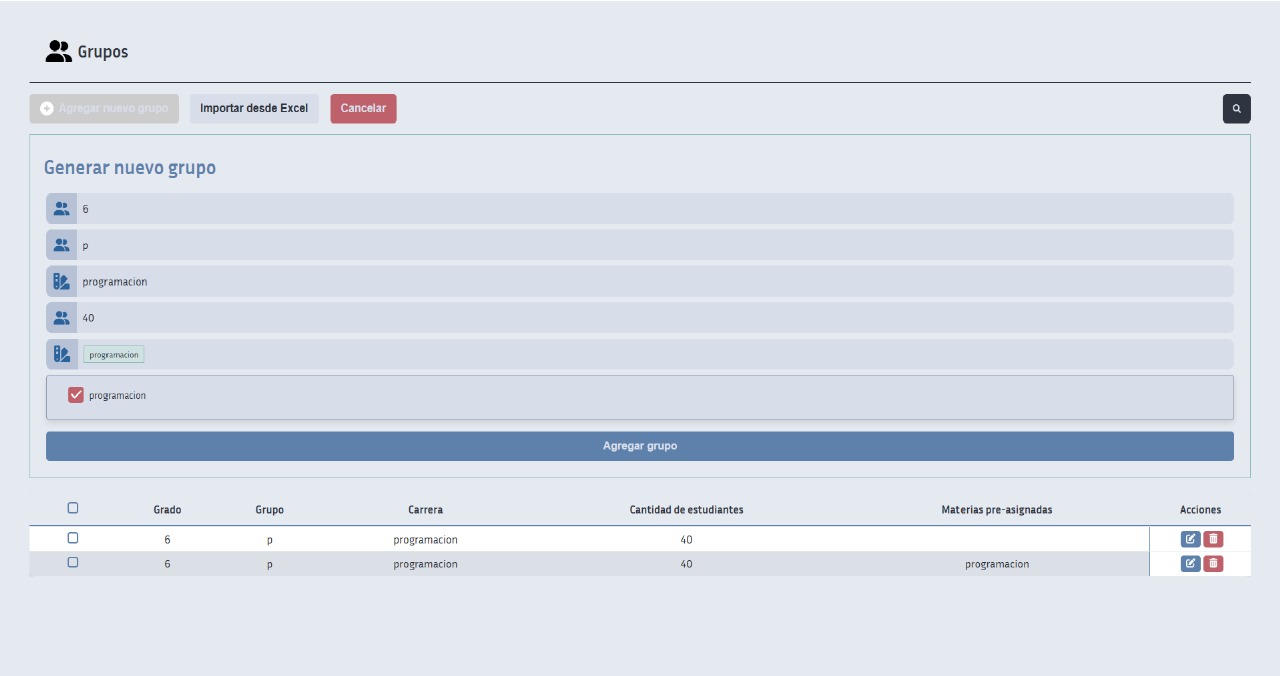 Grupos
Agregar nuevo grupo Importar desde Excel Cancelar
Generar nuevo grupo
6
p
programacion
40
programacion
programacion
Agregar grupo
Grado Grupo Carrera Cantidad de estudiantes Materias pre-asignadas Acciones
6 p programacion 40
6 p programacion 40 programacion